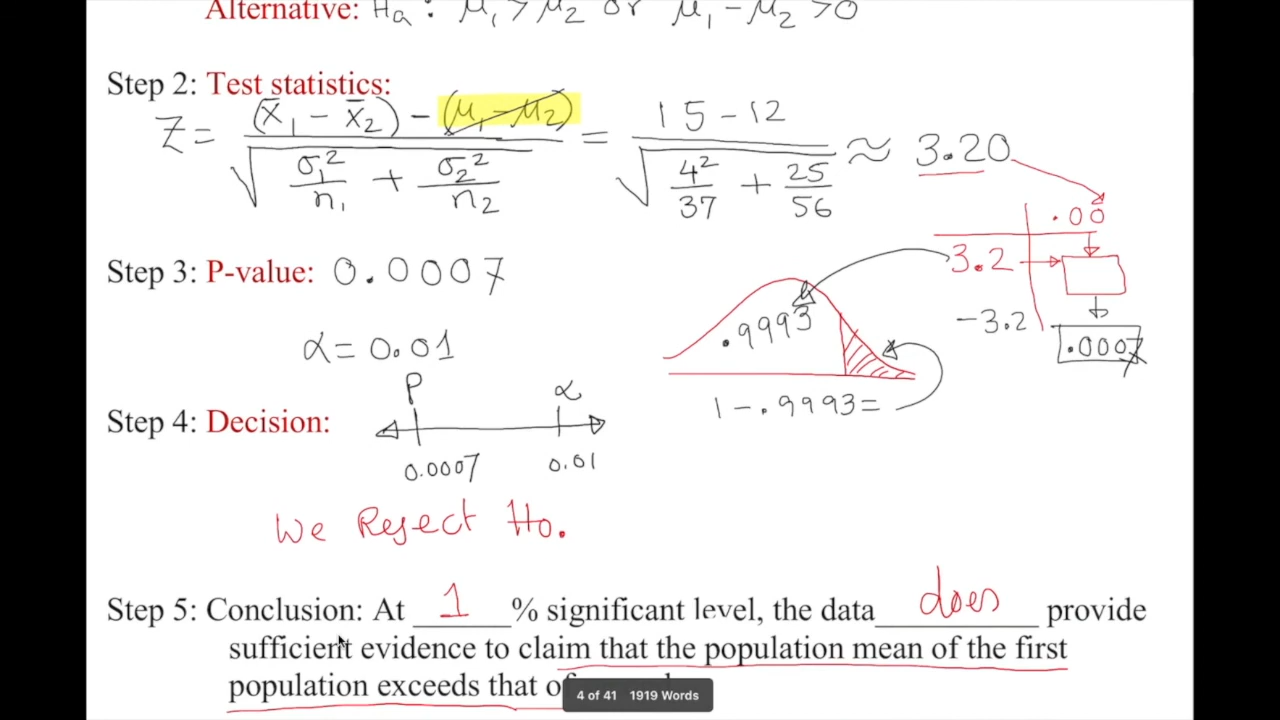 Alternative: Ha : μ₁ > μ₂ or μ₁ - μ₂ > 0
Step 2: Test statistics:
Z = (x̄₁ - x̄₂) - (μ₁ - μ₂) / √(σ₁²/n₁ + σ₂²/n₂) = 15 - 12 / √(4²/37 + 25/56) ≈ 3.20
.00
3.2
-3.2
.0007
Step 3: P-value: 0.0007
.9993
1 - .9993 =
α = 0.01
P α
Step 4: Decision:
0.0007 0.01
We Reject Ho.
Step 5: Conclusion: At 1 % significant level, the data does provide
sufficient evidence to claim that the population mean of the first
population exceeds that of
4 of 41 1919 Words